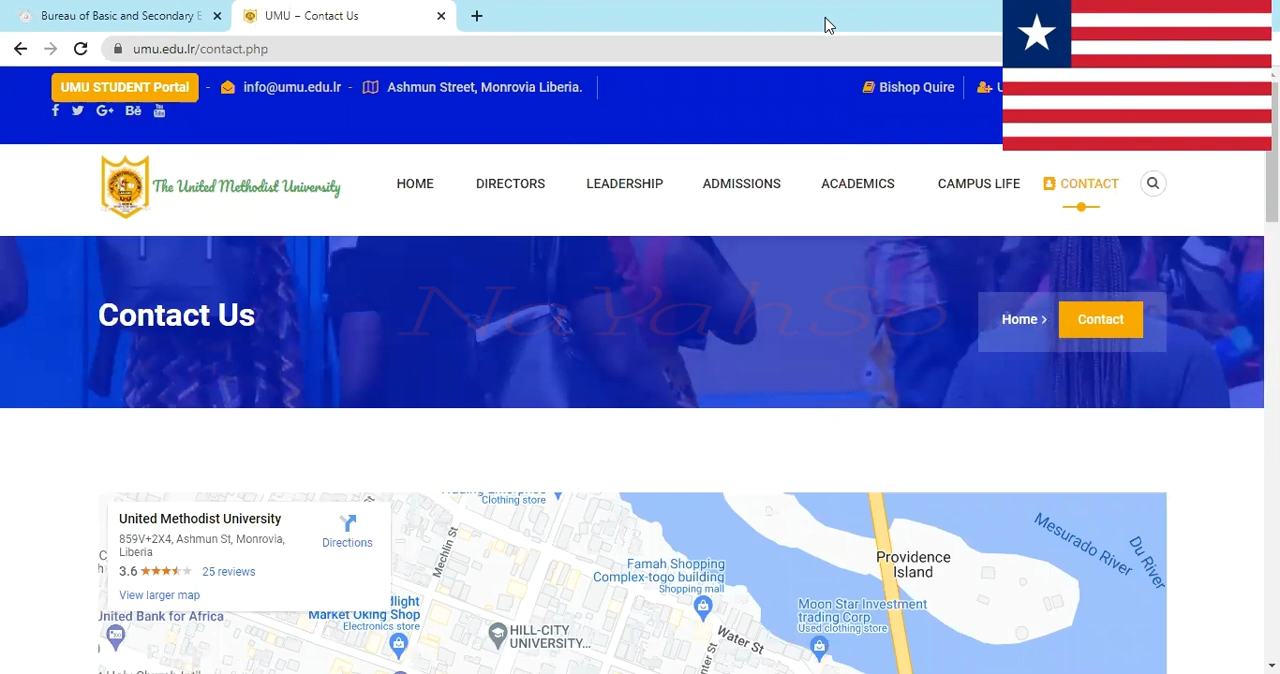 Bureau of Basic and Secondary E
UMU – Contact Us
umu.edu.lr/contact.php
UMU STUDENT Portal - info@umu.edu.lr - Ashmun Street, Monrovia Liberia.
Bishop Quire
U
The United Methodist University
HOME DIRECTORS LEADERSHIP ADMISSIONS ACADEMICS CAMPUS LIFE CONTACT
NaYahSo
Contact Us
Home > Contact
United Methodist University
859V+2X4, Ashmun St, Monrovia,
Liberia
3.6 25 reviews
View larger map
Directions
Clothing store
Mechlin St
Famah Shopping
Complex-togo building
Shopping mall
Providence
Island
Mesurado River
Du River
Moon Star Investment
trading Corp
Used clothing store
United Bank for Africa
Market Oking Shop
Electronics store
HILL-CITY
UNIVERSITY...
Water St